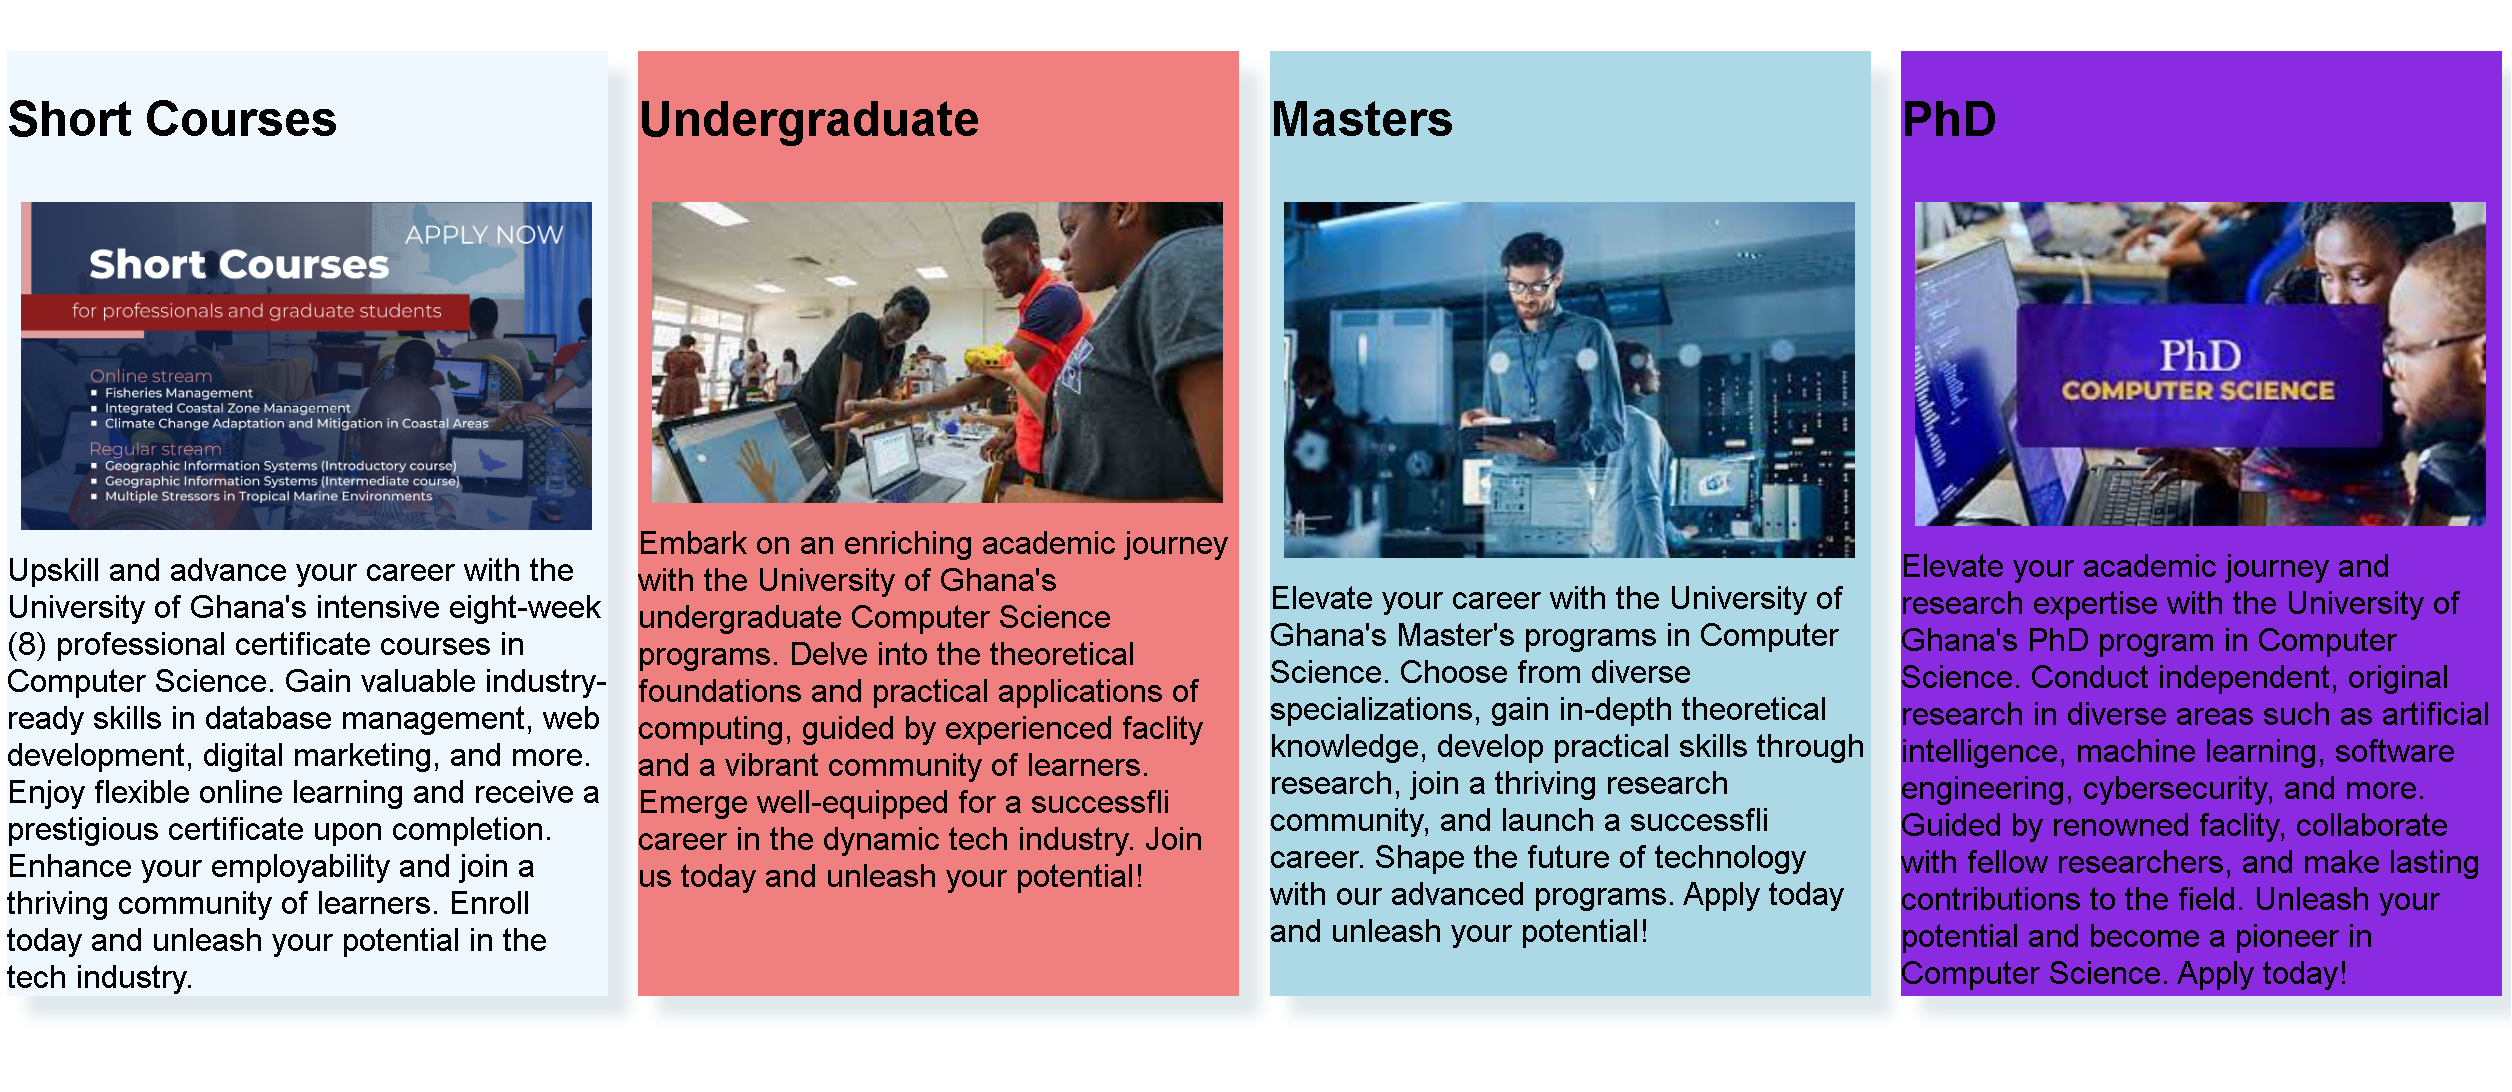 Short Courses
APPLY NOW
Short Courses
for professionals and graduate students
Online stream
▪ Fisheries Management
▪ Integrated Coastal Zone Management
▪ Climate Change Adaptation and Mitigation in Coastal Areas
Regular stream
▪ Geographic Information Systems (Introductory course)
▪ Geographic Information Systems (Intermediate course)
▪ Multiple Stressors in Tropical Marine Environments
Upskill and advance your career with the
University of Ghana's intensive eight-week
(8) professional certificate courses in
Computer Science. Gain valuable industry-
ready skills in database management, web
development, digital marketing, and more.
Enjoy flexible online learning and receive a
prestigious certificate upon completion.
Enhance your employability and join a
thriving community of learners. Enroll
today and unleash your potential in the
tech industry.
Undergraduate
Embark on an enriching academic journey
with the University of Ghana's
undergraduate Computer Science
programs. Delve into the theoretical
foundations and practical applications of
computing, guided by experienced faclity
and a vibrant community of learners.
Emerge well-equipped for a successfli
career in the dynamic tech industry. Join
us today and unleash your potential!
Masters
Elevate your career with the University of
Ghana's Master's programs in Computer
Science. Choose from diverse
specializations, gain in-depth theoretical
knowledge, develop practical skills through
research, join a thriving research
community, and launch a successfli
career. Shape the future of technology
with our advanced programs. Apply today
and unleash your potential!
PhD
PhD
COMPUTER SCIENCE
Elevate your academic journey and
research expertise with the University of
Ghana's PhD program in Computer
Science. Conduct independent, original
research in diverse areas such as artificial
intelligence, machine learning, software
engineering, cybersecurity, and more.
Guided by renowned faclity, collaborate
with fellow researchers, and make lasting
contributions to the field. Unleash your
potential and become a pioneer in
Computer Science. Apply today!